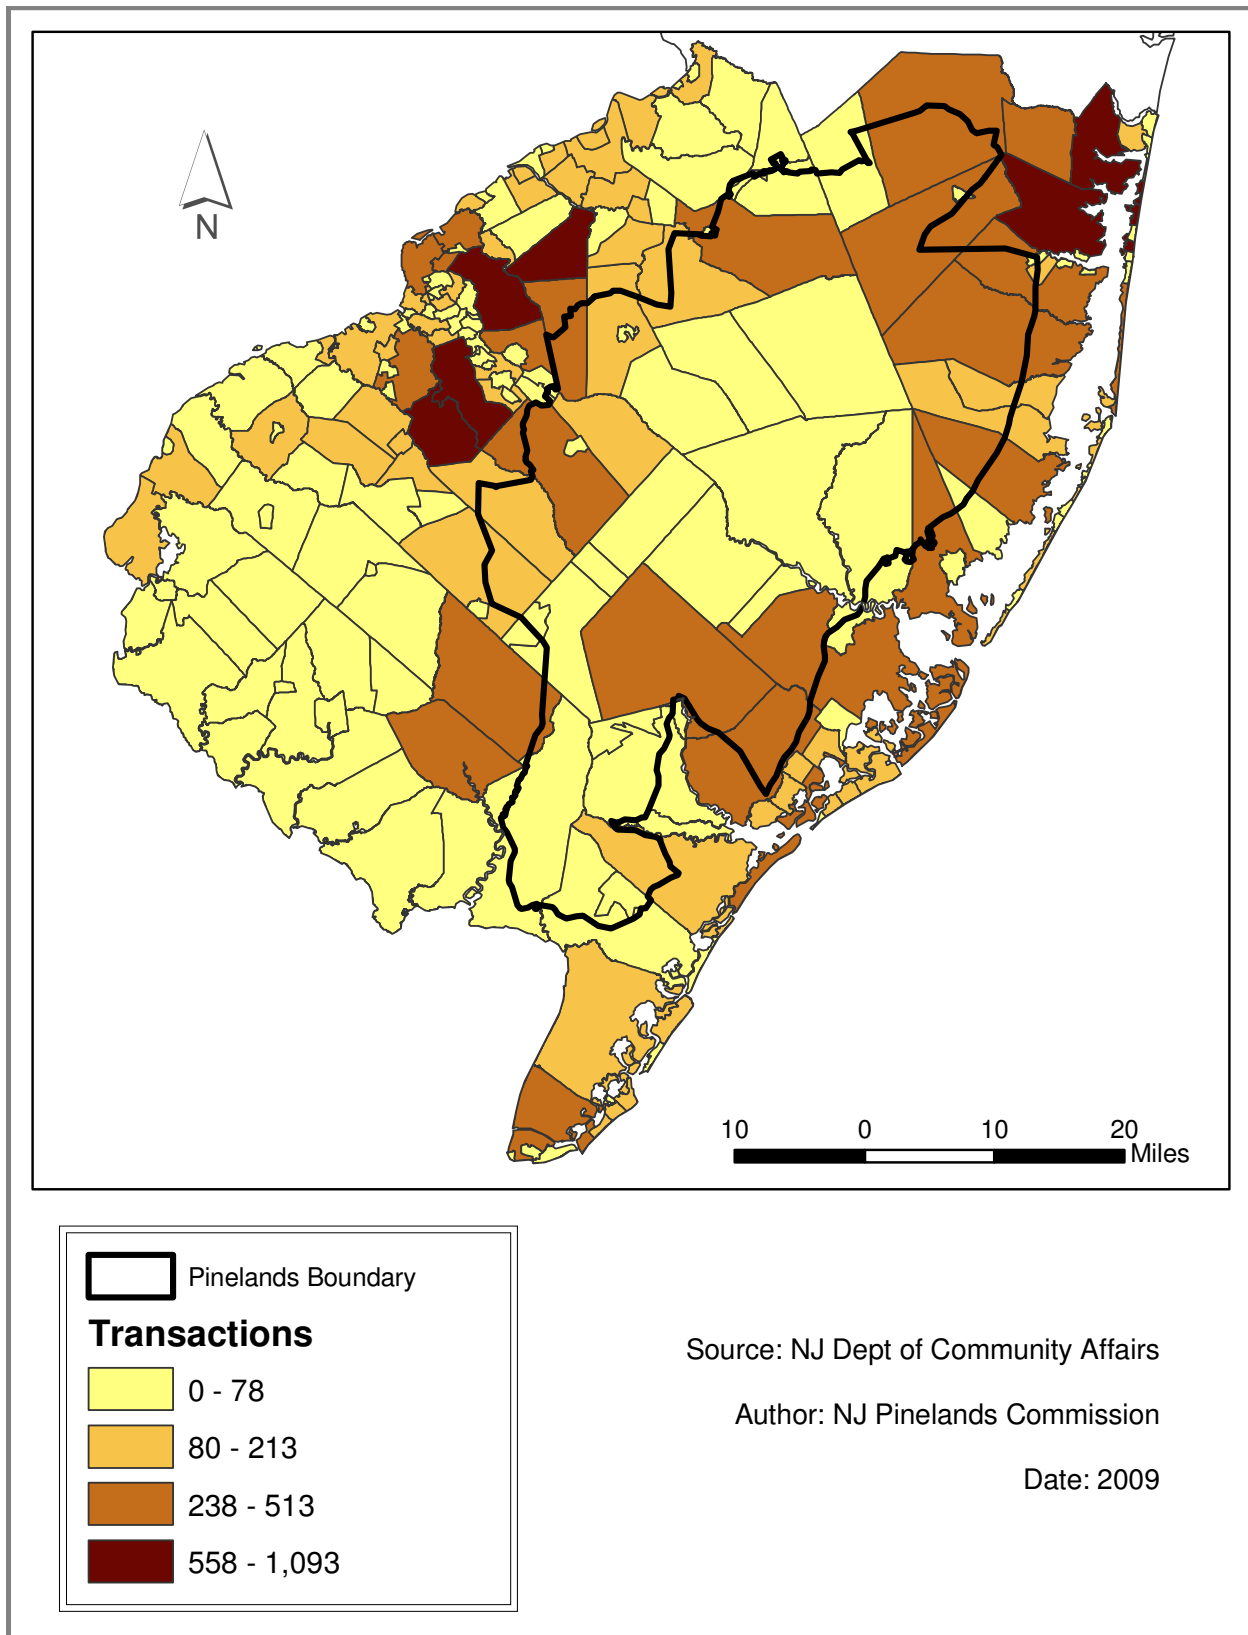 N
10 0 10 20
Miles
Pinelands Boundary
Transactions
0 - 78
80 - 213
238 - 513
558 - 1,093
Source: NJ Dept of Community Affairs
Author: NJ Pinelands Commission
Date: 2009